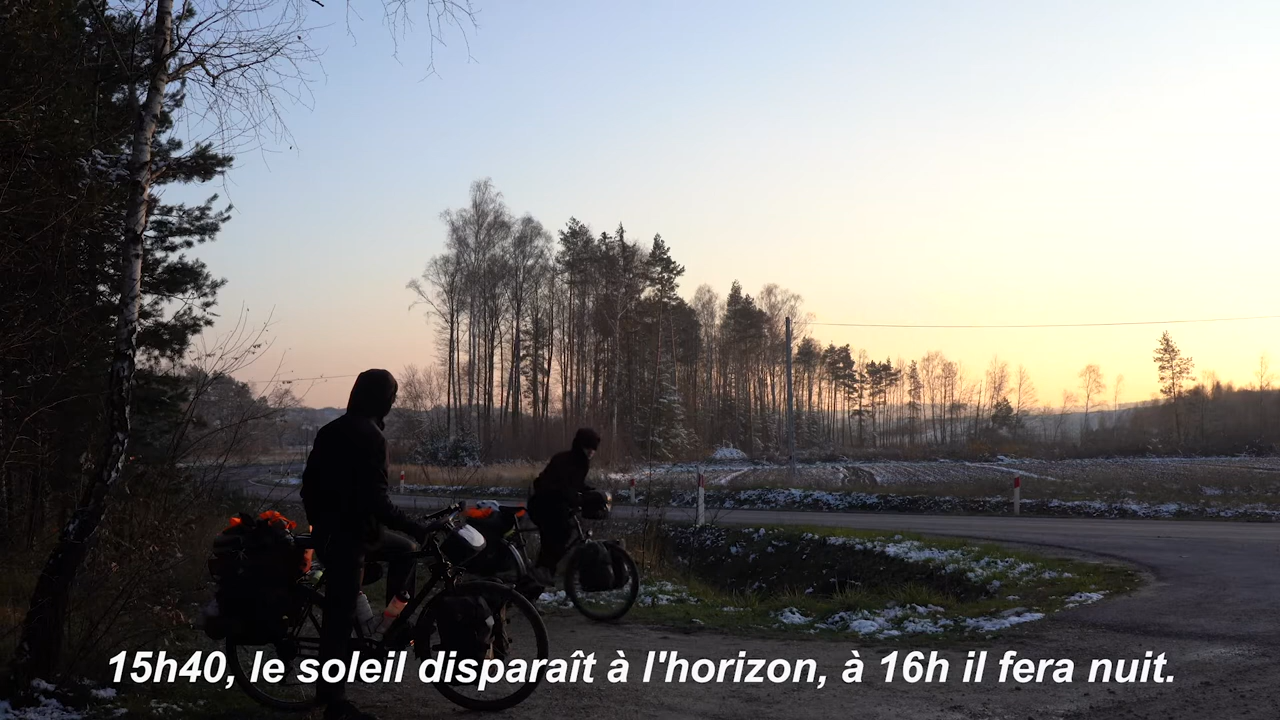 15h40, le soleil disparaît à l'horizon, à 16h il fera nuit.